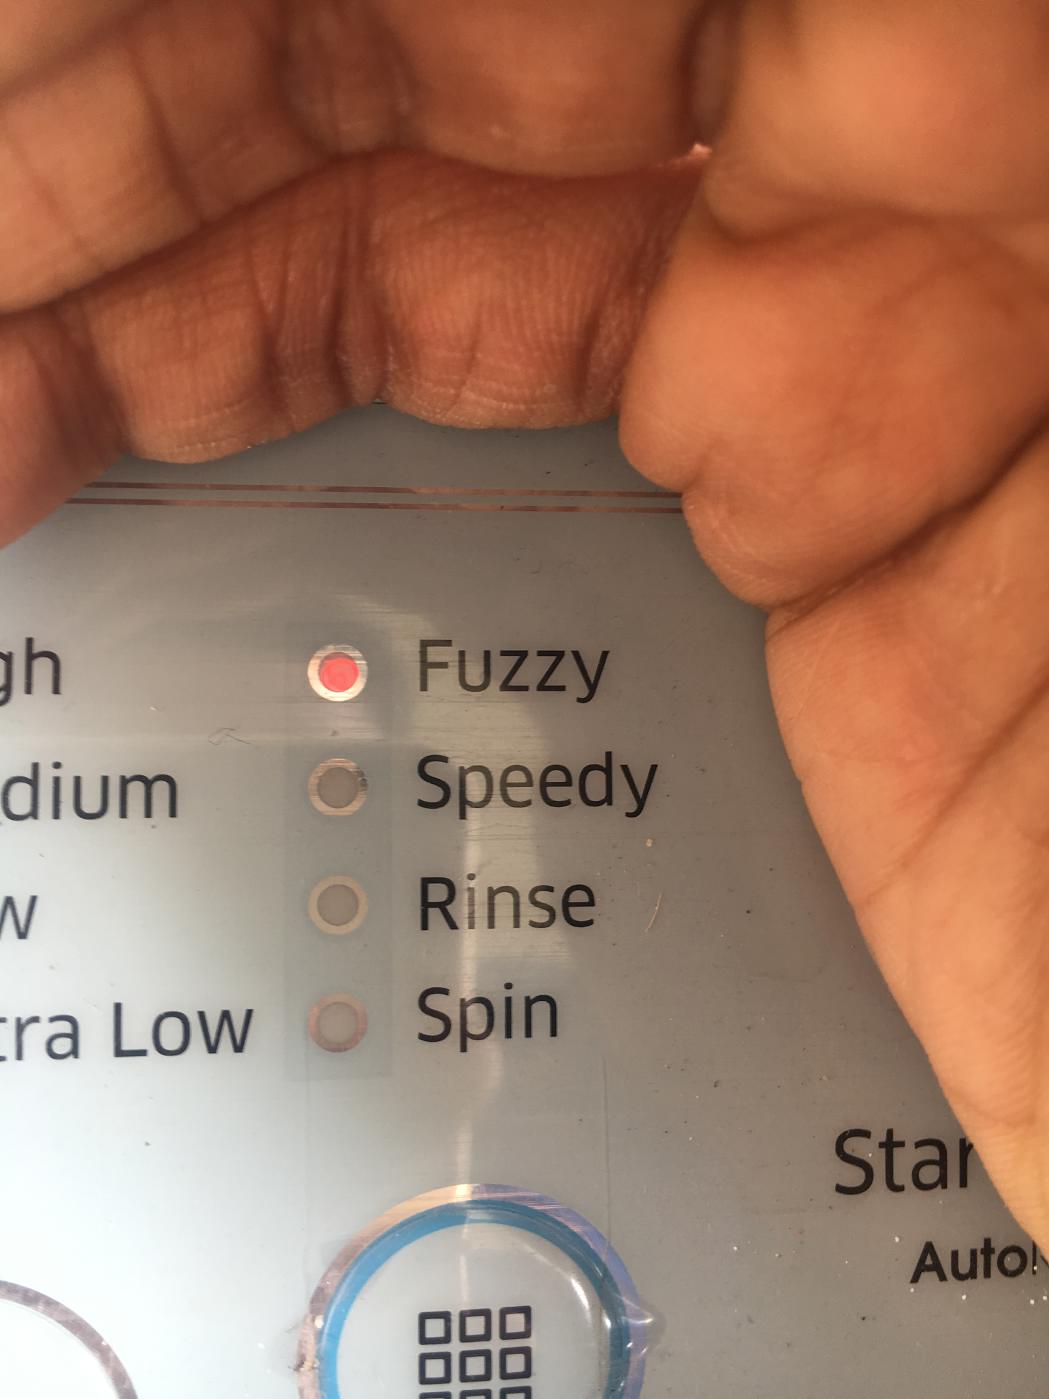 gh
Fuzzy
dium
Speedy
w
Rinse
tra Low
Spin
Star
Auto